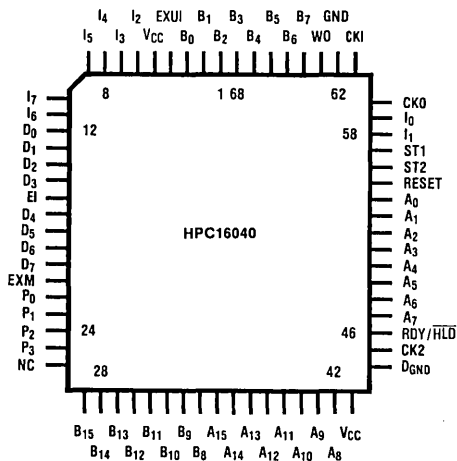 I4 I2 EXUI B1 B3 B5 B7 GND
I5 I3 VCC B0 B2 B4 B6 WO CKI
8 1 68 62
I7
I6
D0 12
D1
D2
D3
EI
D4
D5
D6
D7
EXM
P0
P1
P2 24
P3
NC
28
HPC16040
CK0
I0
58 I1
ST1
ST2
RESET
A0
A1
A2
A3
A4
A5
A6
A7
46 RDY/HLD
CK2
42 DGND
B15 B13 B11 B9 A15 A13 A11 A9 VCC
B14 B12 B10 B8 A14 A12 A10 A8